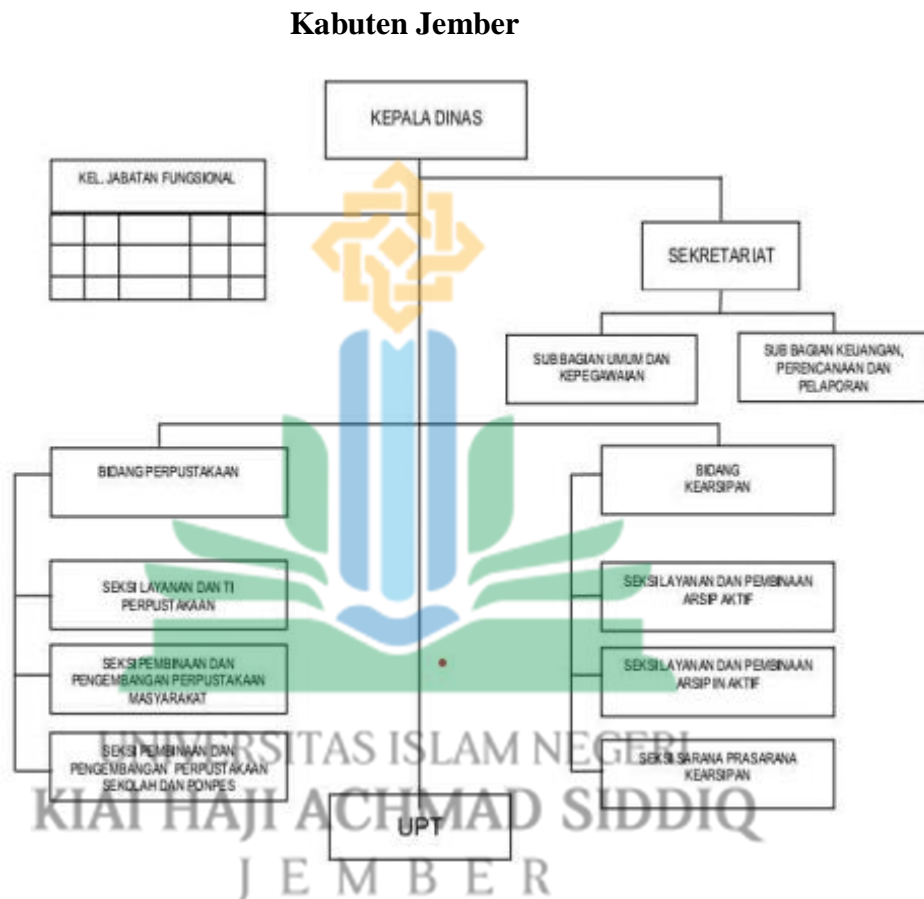 Kabuten Jember
KEPALA DINAS
KEL. JABATAN FUNGSIONAL
SEKRETARIAT
SUB BAGIAN UMUM DAN
KEPEGAWAIAN
SUB BAGIAN KEUANGAN,
PERENCANAAN DAN
PELAPORAN
BIDANG PERPUSTAKAAN
BIDANG
KEARSIPAN
SEKSI LAYANAN DAN TI
PERPUSTAKAAN
SEKSI LAYANAN DAN PEMBINAAN
ARSIP AKTIF
SEKSI PEMBINAAN DAN
PENGEMBANGAN PERPUSTAKAAN
MASYARAKAT
SEKSI LAYANAN DAN PEMBINAAN
ARSIP IN AKTIF
SEKSI PEMBINAAN DAN
PENGEMBANGAN PERPUSTAKAAN
SEKOLAH DAN PONPES
SEKSI SARANA PRASARANA
KEARSIPAN
UPT
UNIVERSITAS ISLAM NEGERI
KIAI HAJI ACHMAD SIDDIQ
JEMBER